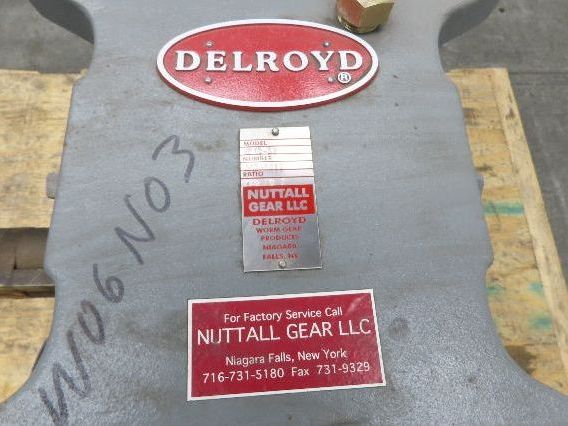 DELROYD
®
MODEL
NUMBER
RATIO
NUTTALL
GEAR LLC
DELROYD
WORM GEAR
PRODUCTS
NIAGARA
FALLS, NY
W06N03
For Factory Service Call
NUTTALL GEAR LLC
Niagara Falls, New York
716-731-5180 Fax 731-9329